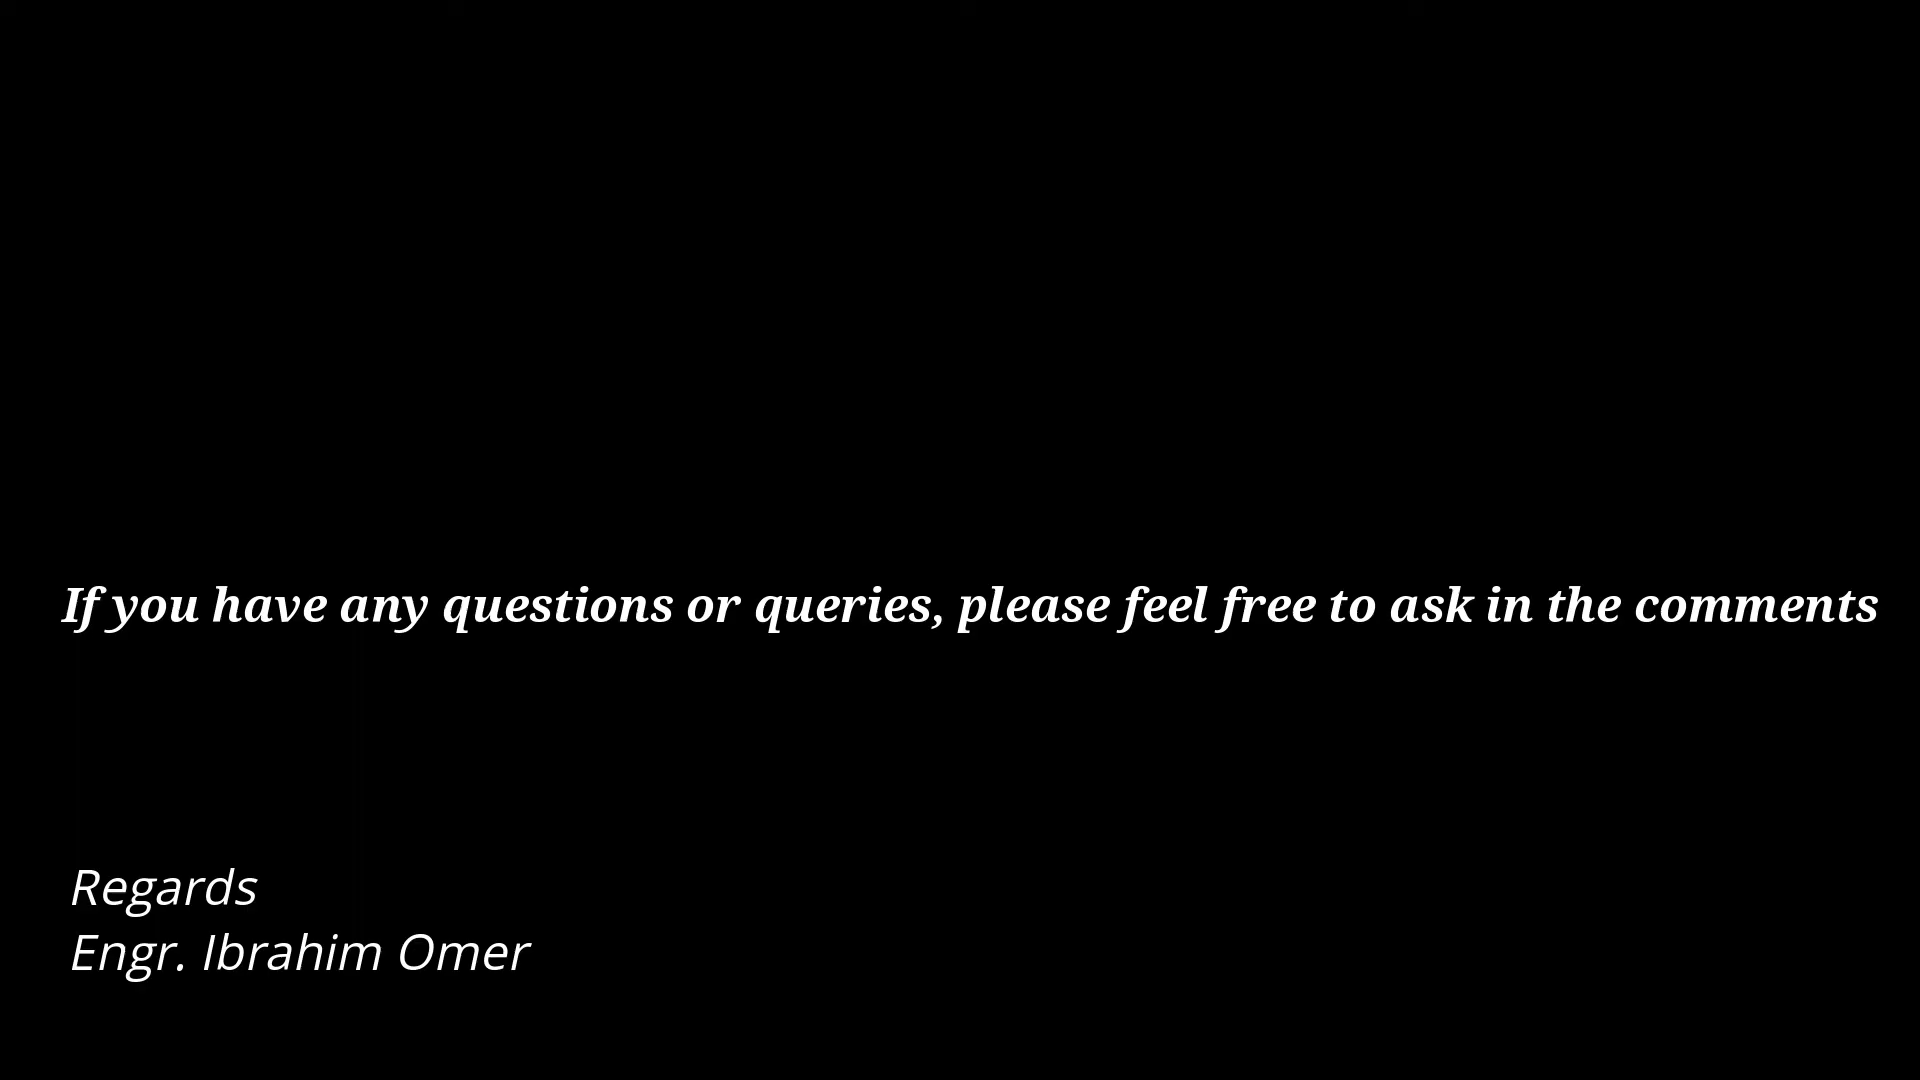 If you have any questions or queries, please feel free to ask in the comments
Regards
Engr. Ibrahim Omer